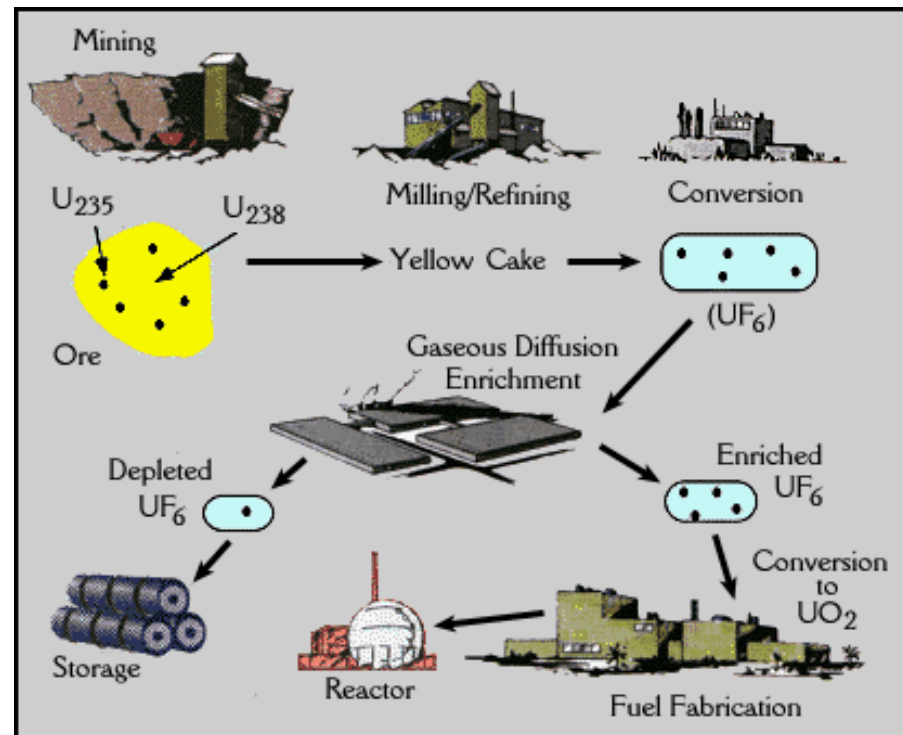 Mining
Milling/Refining
Conversion
U235
U238
Ore
Yellow Cake
(UF6)
Gaseous Diffusion
Enrichment
Depleted
UF6
Enriched
UF6
Storage
Reactor
Conversion
to
UO2
Fuel Fabrication